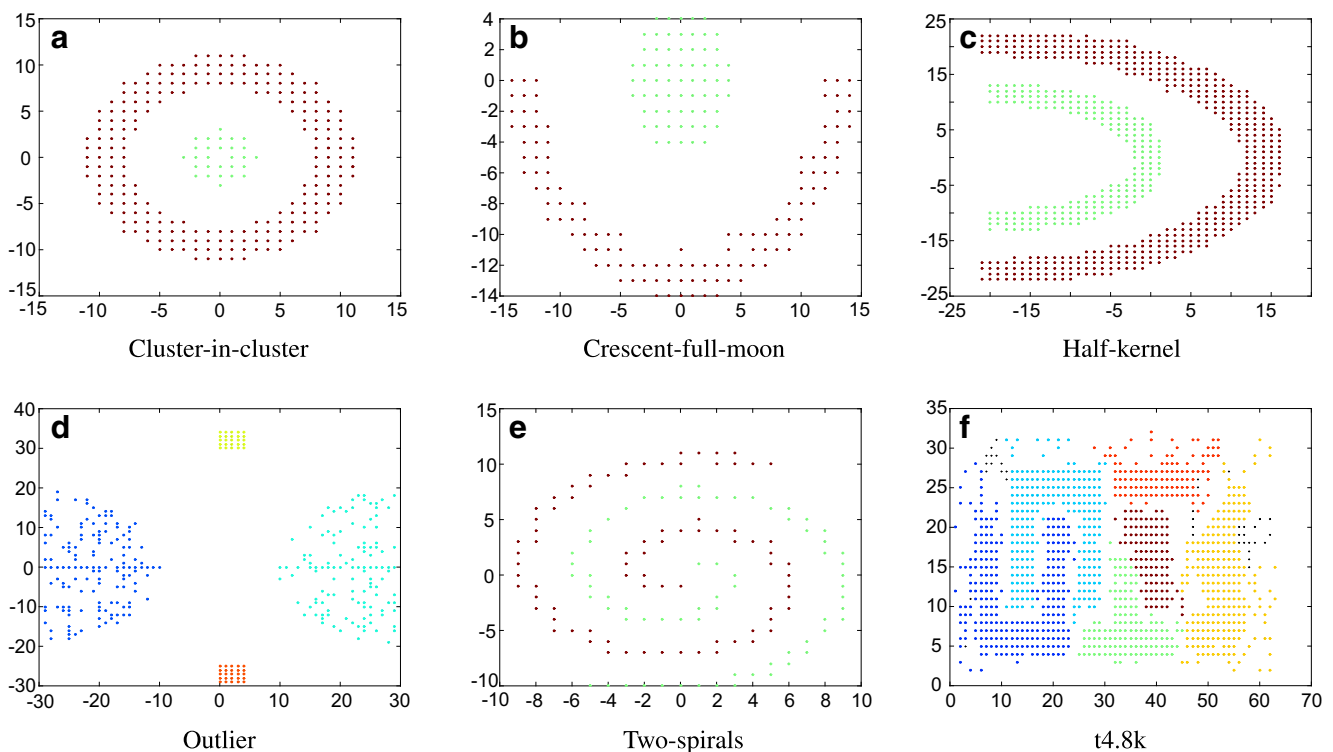 a
15
10
5
0
-5
-10
-15
-15 -10 -5 0 5 10 15
Cluster-in-cluster
b
4
2
0
-2
-4
-6
-8
-10
-12
-14
-15 -10 -5 0 5 10 15
Crescent-full-moon
c
25
15
5
-5
-15
-25
-25 -15 -5 5 15
Half-kernel
d
40
30
20
10
0
-10
-20
-30
-30 -20 -10 0 10 20 30
Outlier
e
15
10
5
0
-5
-10
-10 -8 -6 -4 -2 0 2 4 6 8 10
Two-spirals
f
35
30
25
20
15
10
5
0
0 10 20 30 40 50 60 70
t4.8k